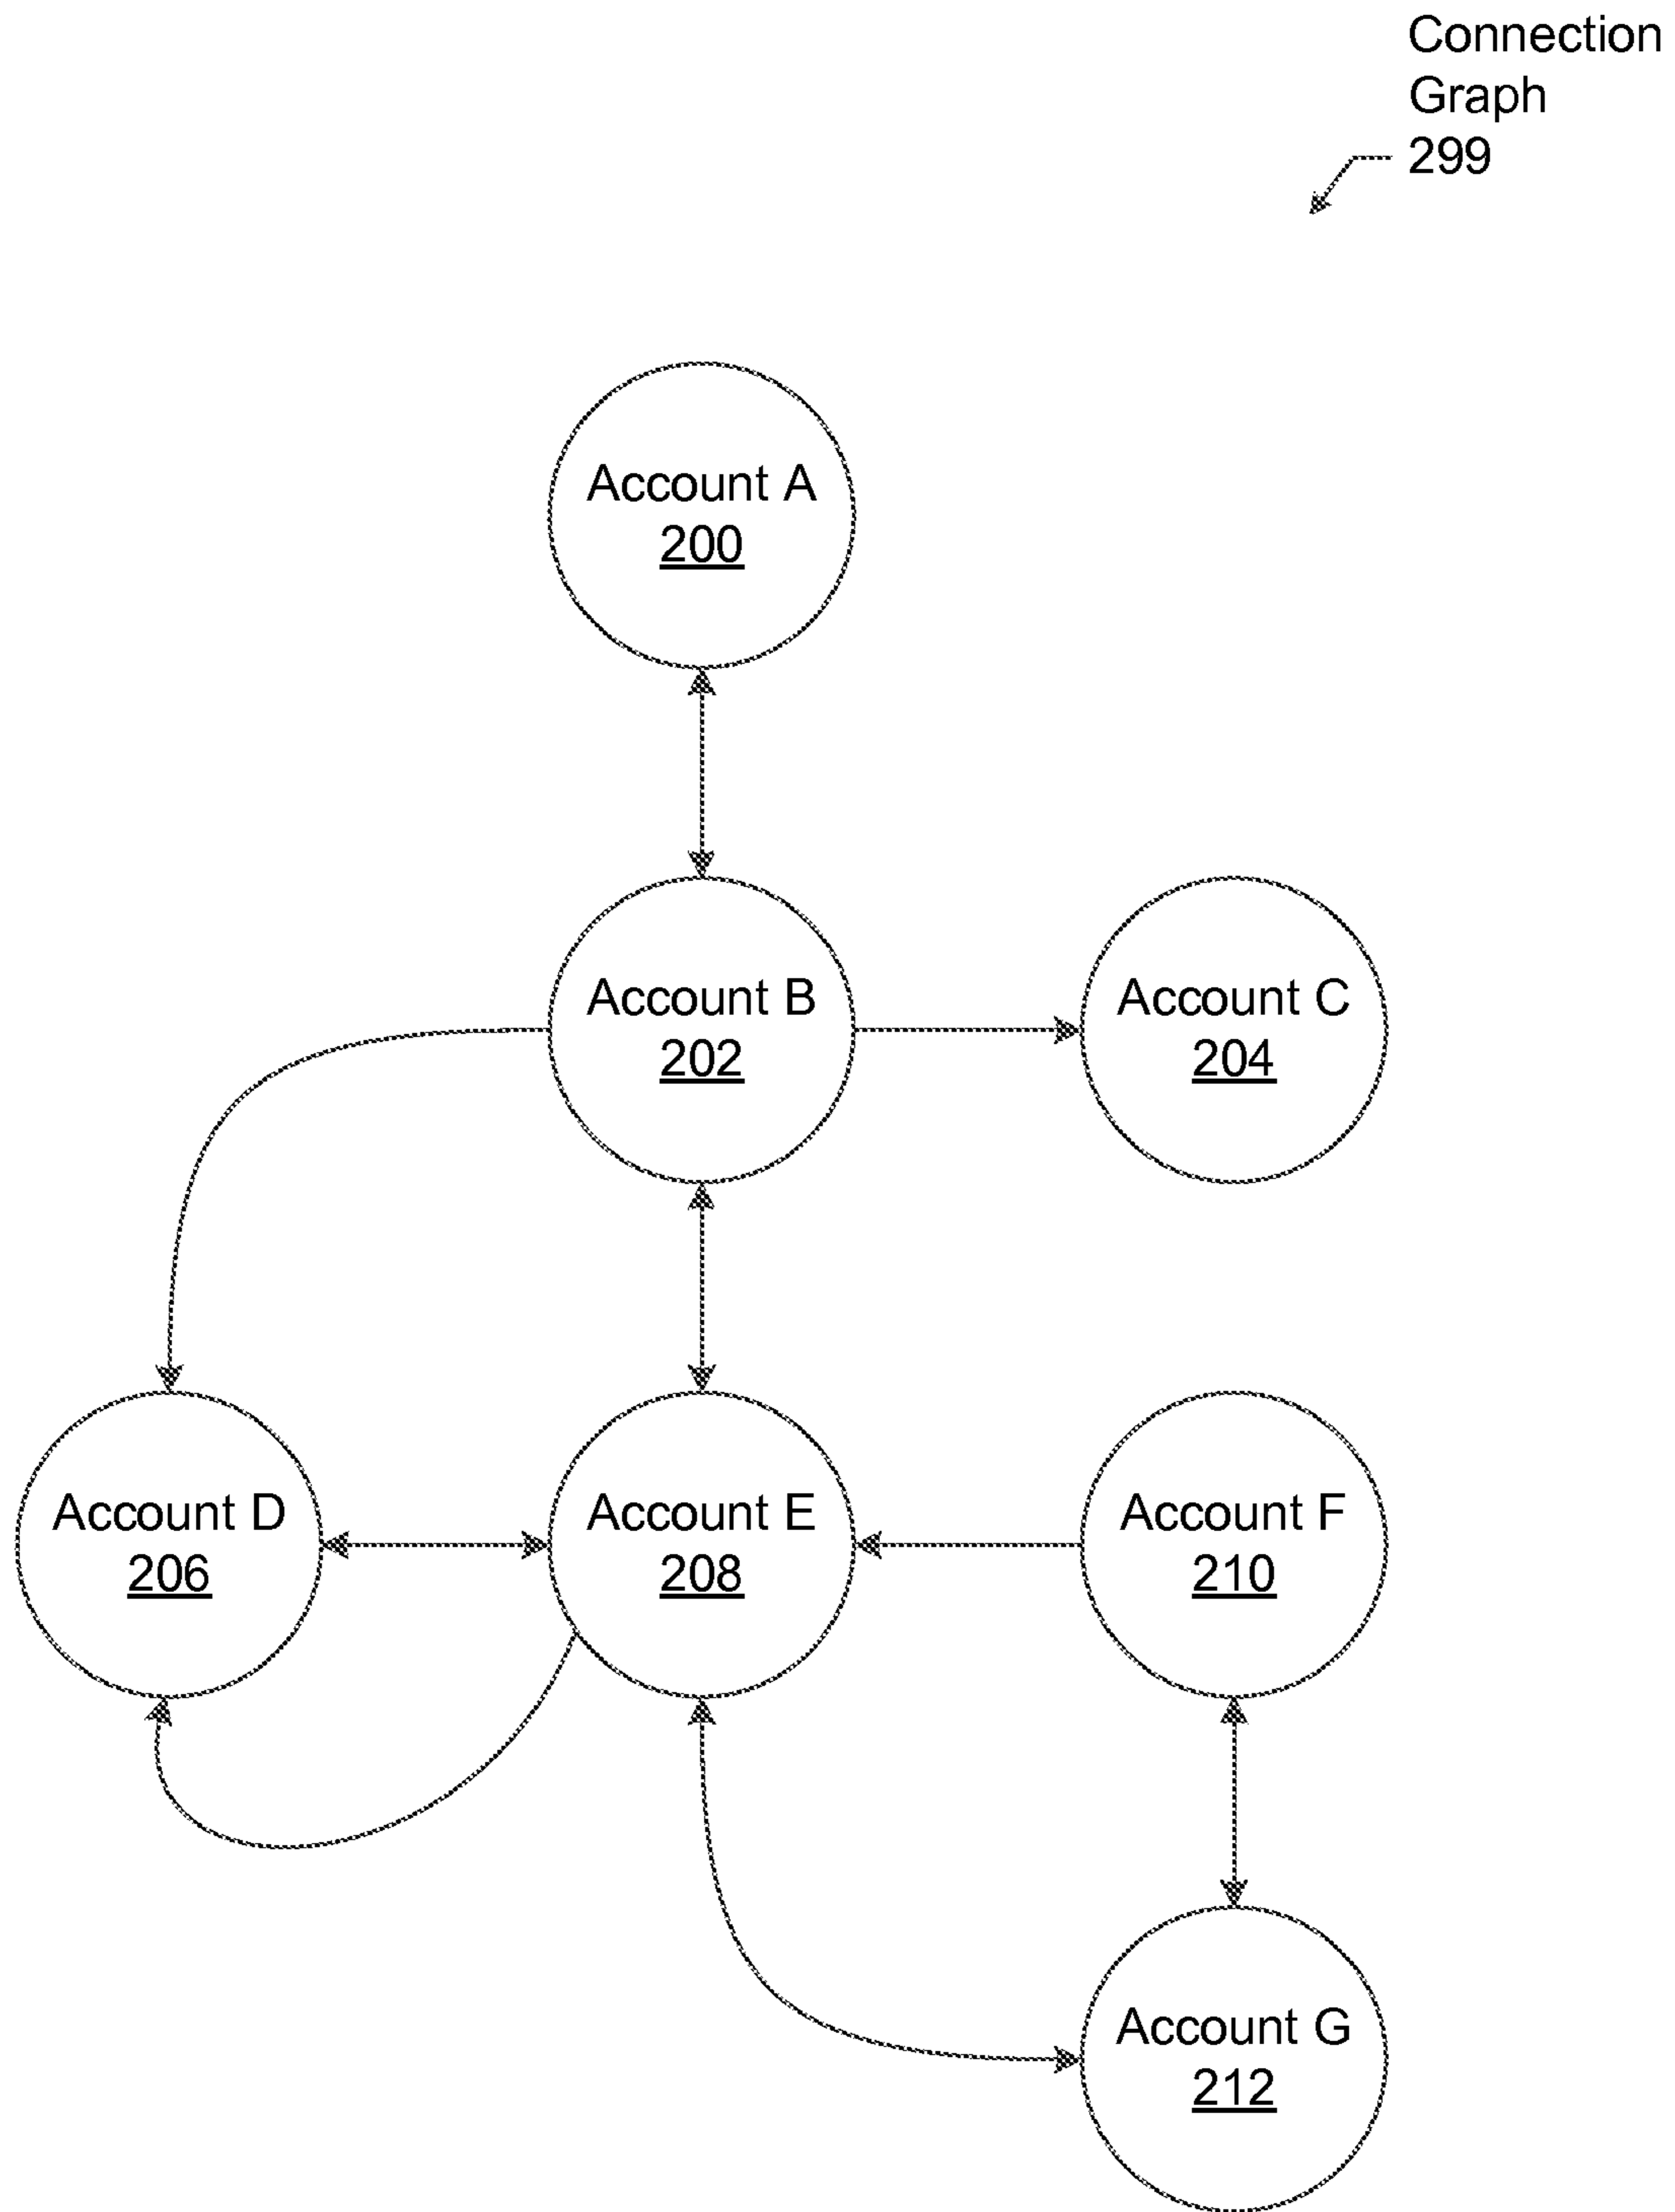 Connection
Graph
299
Account A
200
Account B
202
Account C
204
Account D
206
Account E
208
Account F
210
Account G
212